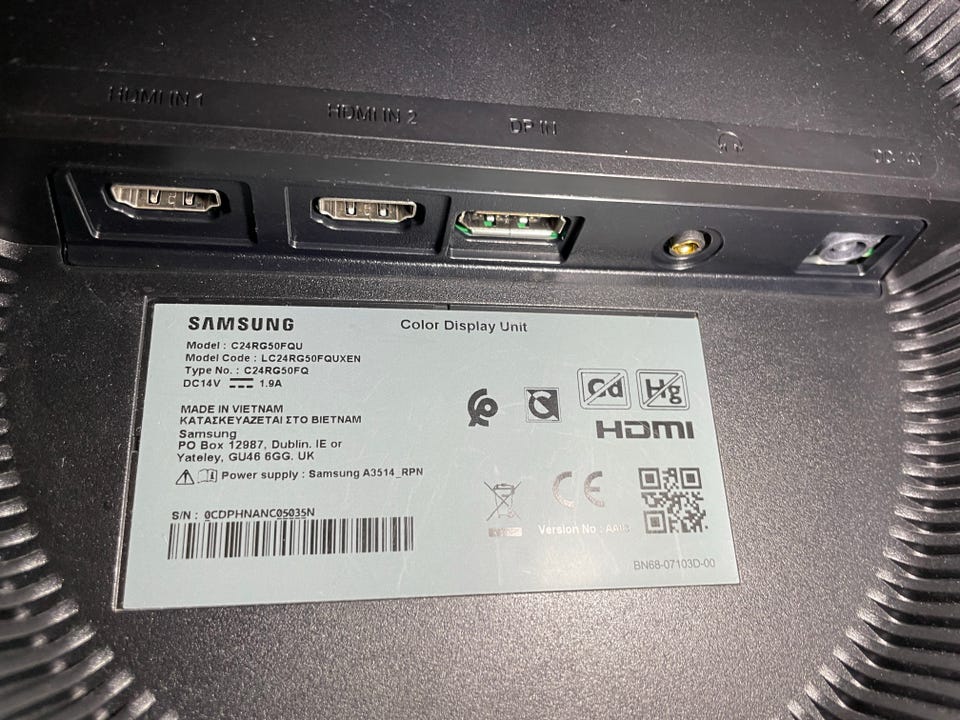 HDMI IN 1
HDMI IN 2
DP IN
DC 14V
SAMSUNG
Color Display Unit
Model : C24RG50FQU
Model Code : LC24RG50FQUXEN
Type No. : C24RG50FQ
DC14V 1.9A
MADE IN VIETNAM
ΚΑΤΑΣΚΕΥΑΖΕΤΑΙ ΣΤΟ ΒΙΕΤΝΑΜ
Samsung
PO Box 12987, Dublin. IE or
Yateley, GU46 6GG. UK
Power supply : Samsung A3514_RPN
S/N : 0CDPHNANC05035N
Cd
Hg
HDMI
CE
Version No :
BN68-07103D-00